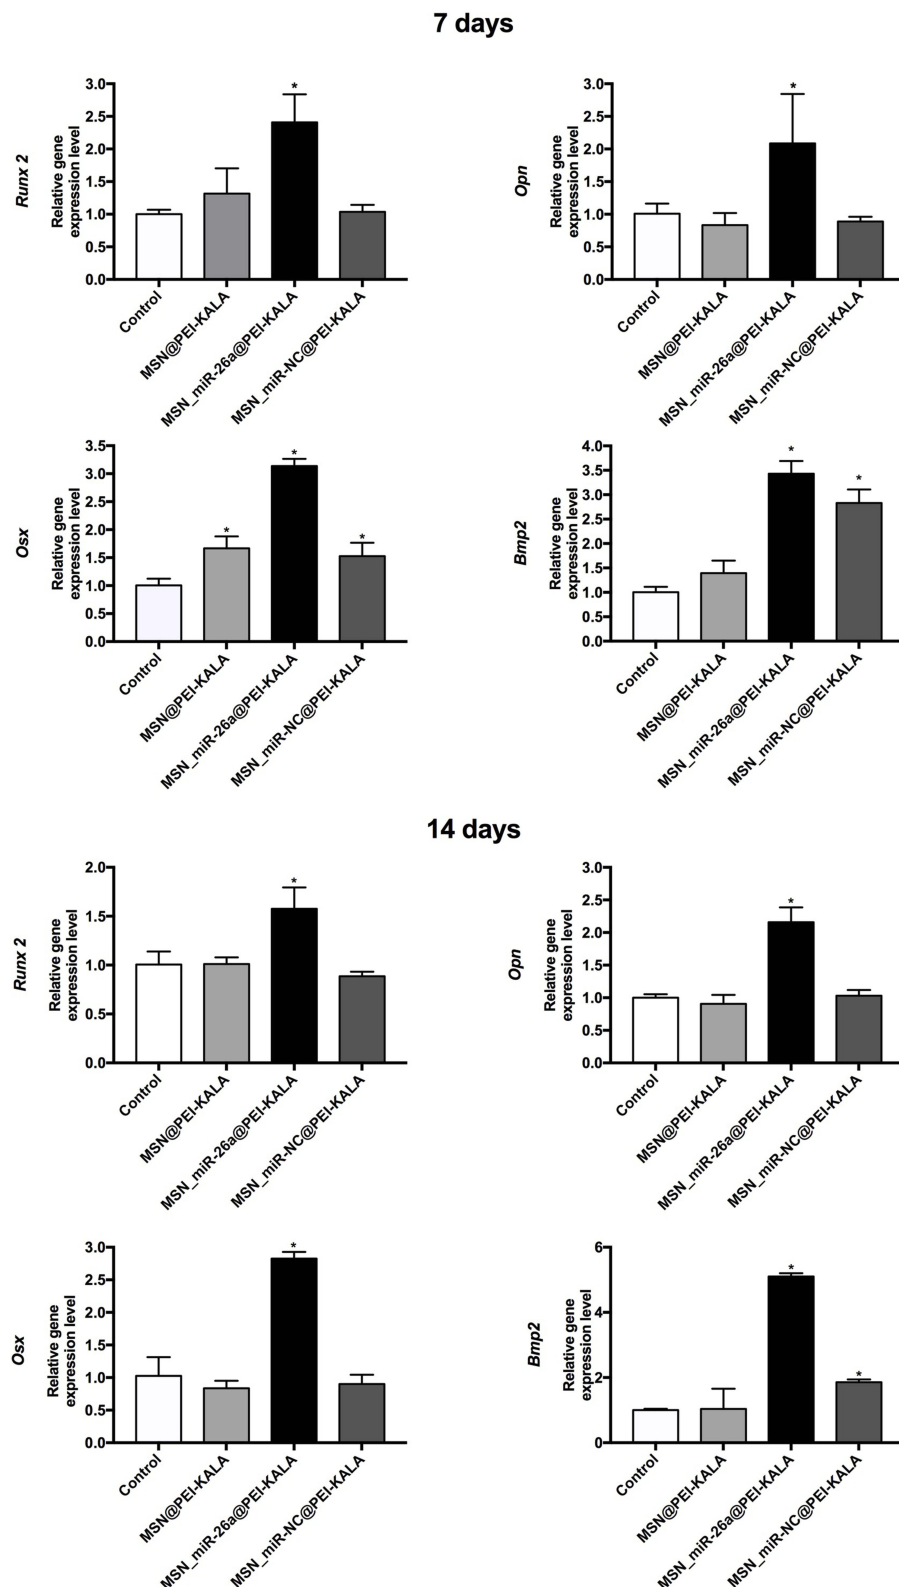 7 days
Runx 2
Relative gene
expression level
3.0
2.5
2.0
1.5
1.0
0.5
0.0
*
Control
MSN@PEI-KALA
MSN_miR-26a@PEI-KALA
MSN_miR-NC@PEI-KALA
Opn
Relative gene
expression level
3.0
2.5
2.0
1.5
1.0
0.5
0.0
*
Control
MSN@PEI-KALA
MSN_miR-26a@PEI-KALA
MSN_miR-NC@PEI-KALA
Osx
Relative gene
expression level
3.5
3.0
2.5
2.0
1.5
1.0
0.5
0.0
* * *
Control
MSN@PEI-KALA
MSN_miR-26a@PEI-KALA
MSN_miR-NC@PEI-KALA
Bmp2
Relative gene
expression level
4.0
3.5
3.0
2.5
2.0
1.5
1.0
0.5
0.0
* *
Control
MSN@PEI-KALA
MSN_miR-26a@PEI-KALA
MSN_miR-NC@PEI-KALA
14 days
Runx 2
Relative gene
expression level
2.0
1.5
1.0
0.5
0.0
*
Control
MSN@PEI-KALA
MSN_miR-26a@PEI-KALA
MSN_miR-NC@PEI-KALA
Opn
Relative gene
expression level
3.0
2.5
2.0
1.5
1.0
0.5
0.0
*
Control
MSN@PEI-KALA
MSN_miR-26a@PEI-KALA
MSN_miR-NC@PEI-KALA
Osx
Relative gene
expression level
3.0
2.5
2.0
1.5
1.0
0.5
0.0
*
Control
MSN@PEI-KALA
MSN_miR-26a@PEI-KALA
MSN_miR-NC@PEI-KALA
Bmp2
Relative gene
expression level
6
4
2
0
* *
Control
MSN@PEI-KALA
MSN_miR-26a@PEI-KALA
MSN_miR-NC@PEI-KALA